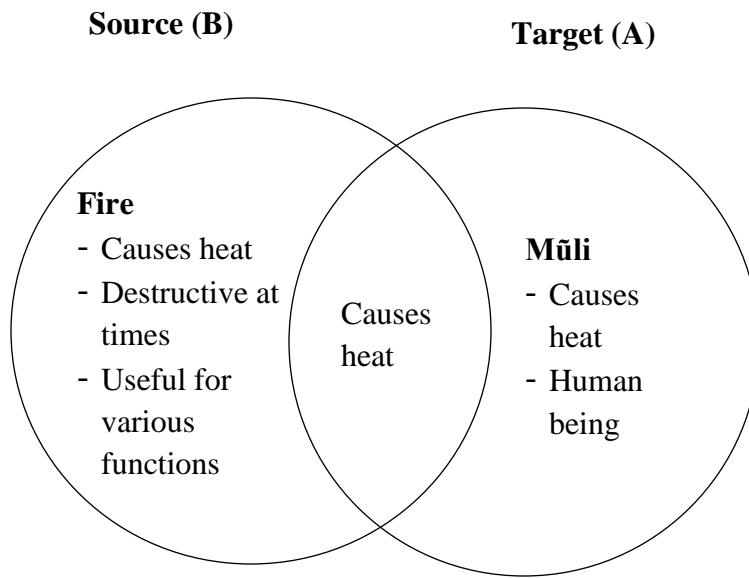 Source (B)
Target (A)
Fire
- Causes heat
- Destructive at
times
- Useful for
various
functions
Causes
heat
Mũli
- Causes
heat
- Human
being